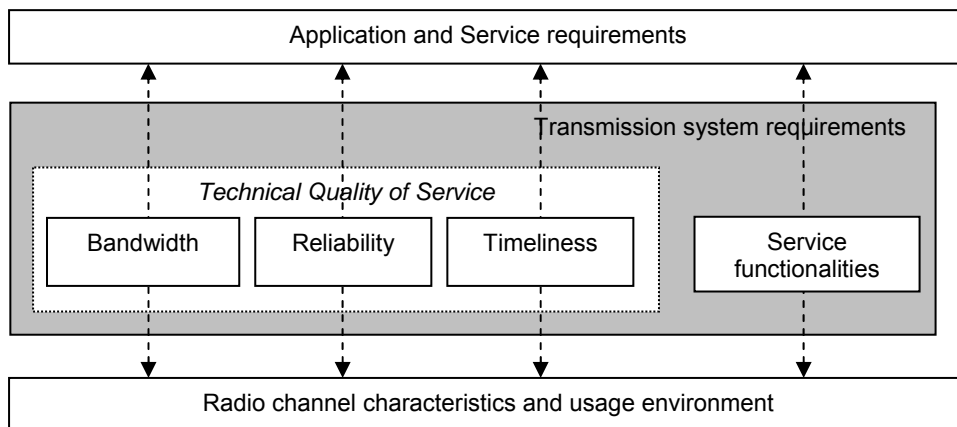 Application and Service requirements
Transmission system requirements
Technical Quality of Service
Bandwidth
Reliability
Timeliness
Service
functionalities
Radio channel characteristics and usage environment